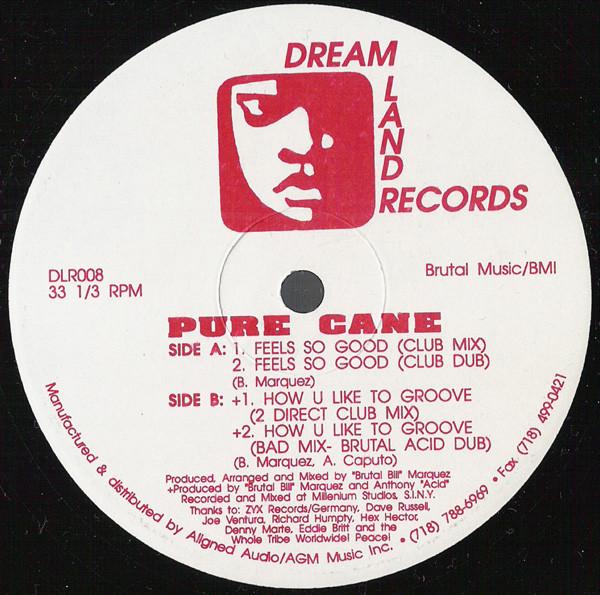 DREAM
LAND
RECORDS
DLR008
33 1/3 RPM
Brutal Music/BMI
PURE CANE
SIDE A: 1. FEELS SO GOOD (CLUB MIX)
2. FEELS SO GOOD (CLUB DUB)
(B. Marquez)
SIDE B: +1. HOW U LIKE TO GROOVE
(2 DIRECT CLUB MIX)
+2. HOW U LIKE TO GROOVE
(BAD MIX- BRUTAL ACID DUB)
(B. Marquez, A. Caputo)
Produced, Arranged and Mixed by "Brutal Bill" Marquez
+Produced by "Brutal Bill" Marquez and Anthony "Acid"
Recorded and Mixed at Millenium Studios, S.I.N.Y.
Thanks to: ZYX Records/Germany, Dave Russell,
Joe Ventura, Richard Humpty, Hex Hector,
Denny Marte, Eddie Britt and the
Whole Tribe Worldwide! Peace!
Manufactured & distributed by Aligned Audio/AGM Music Inc. • (718) 788-6969 • Fax (718) 499-0421